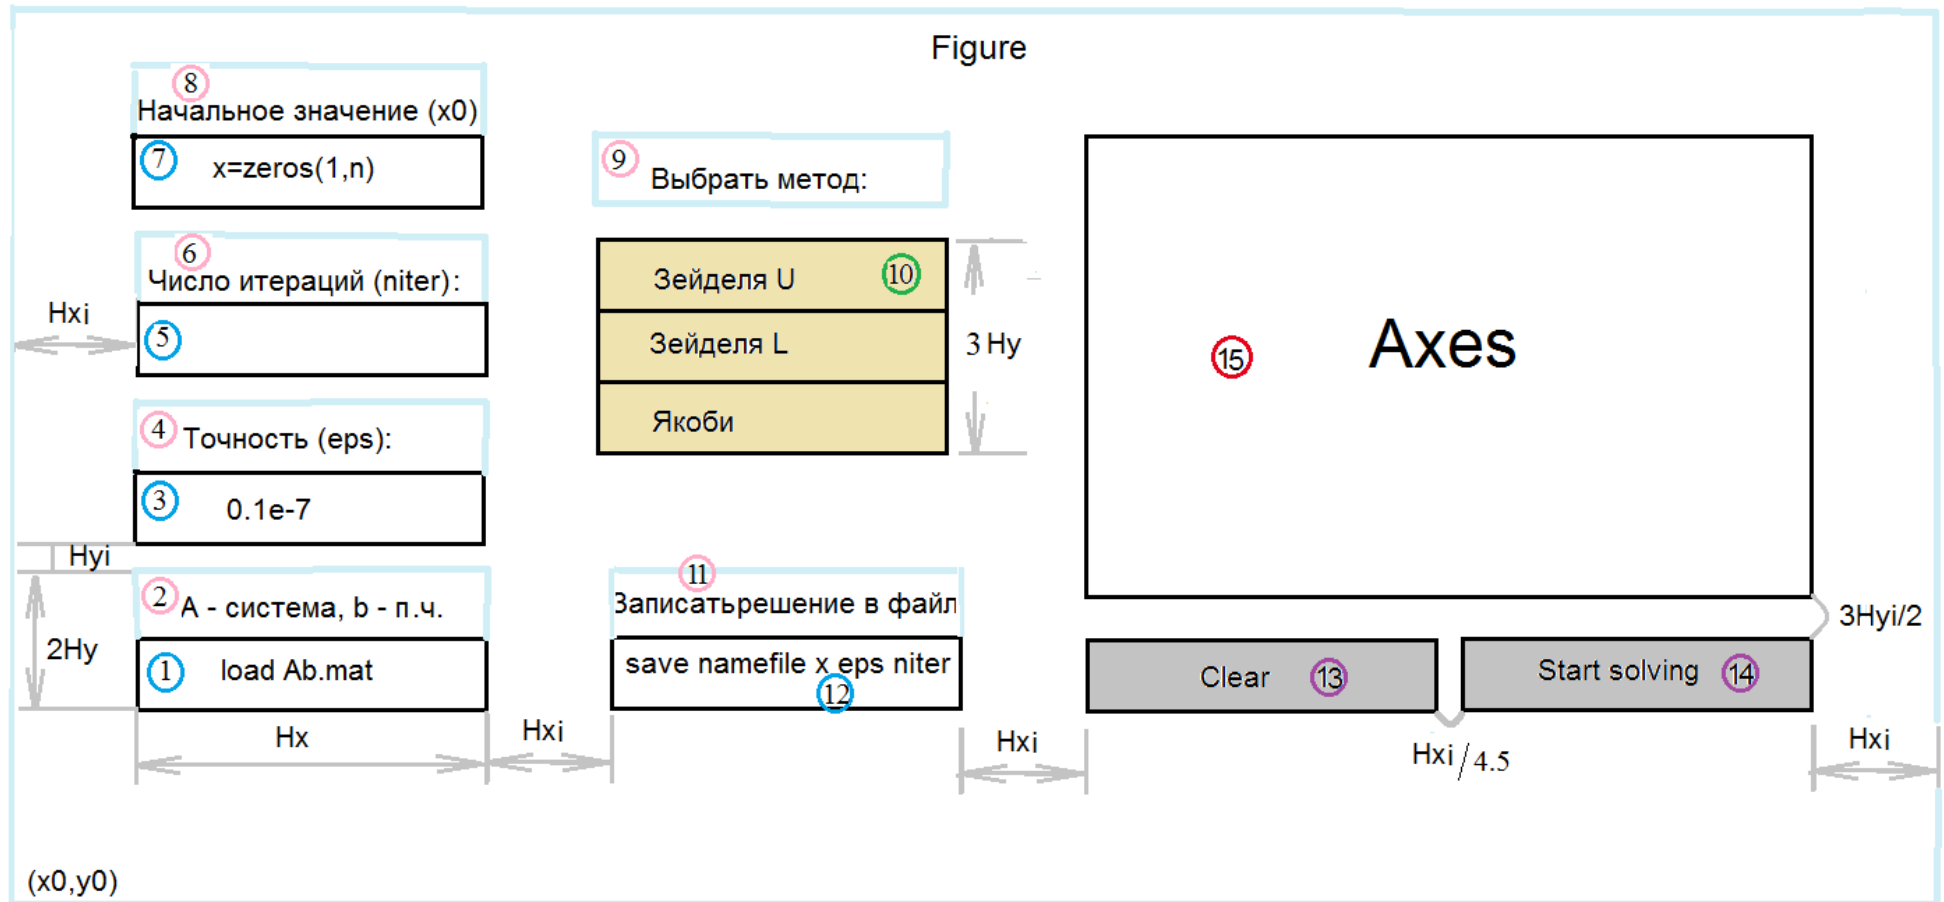 Figure
8
Начальное значение (x0)
7
x=zeros(1,n)
6
Число итераций (niter):
5
Hxi
4
Точность (eps):
3
0.1e-7
Hyi
2
А - система, b - п.ч.
2Hy
1
load Ab.mat
Hx
Hxi
9
Выбрать метод:
Зейделя U
10
Зейделя L
Якоби
3 Hy
11
Записатьрешение в файл
save namefile x eps niter
12
Hxi
15
Axes
3Hyi/2
Clear
13
Start solving
14
Hxi/4.5
Hxi
(x0,y0)